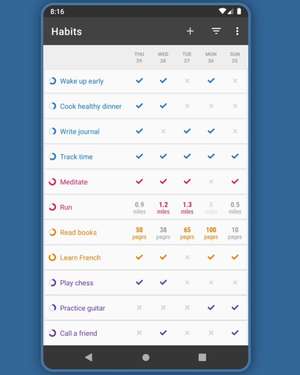 8:16
Habits
THU WED TUE MON SUN
29 28 27 26 25
Wake up early
Cook healthy dinner
Write journal
Track time
Meditate
Run 0.9 1.2 1.3 0.5
miles miles miles miles miles
Read books 50 38 65 100 10
pages pages pages pages pages
Learn French
Play chess
Practice guitar
Call a friend